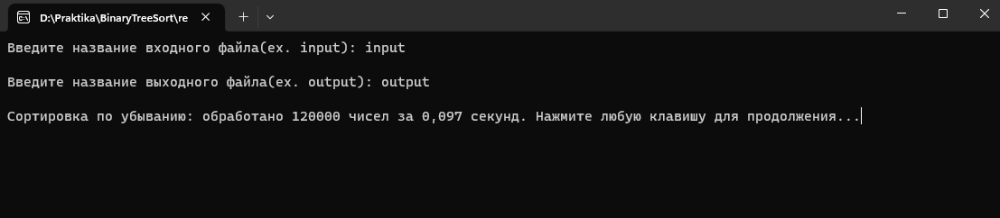 D:\Praktika\BinaryTreeSort\re
Введите название входного файла(ex. input): input
Введите название выходного файла(ex. output): output
Сортировка по убыванию: обработано 120000 чисел за 0,097 секунд. Нажмите любую клавишу для продолжения...